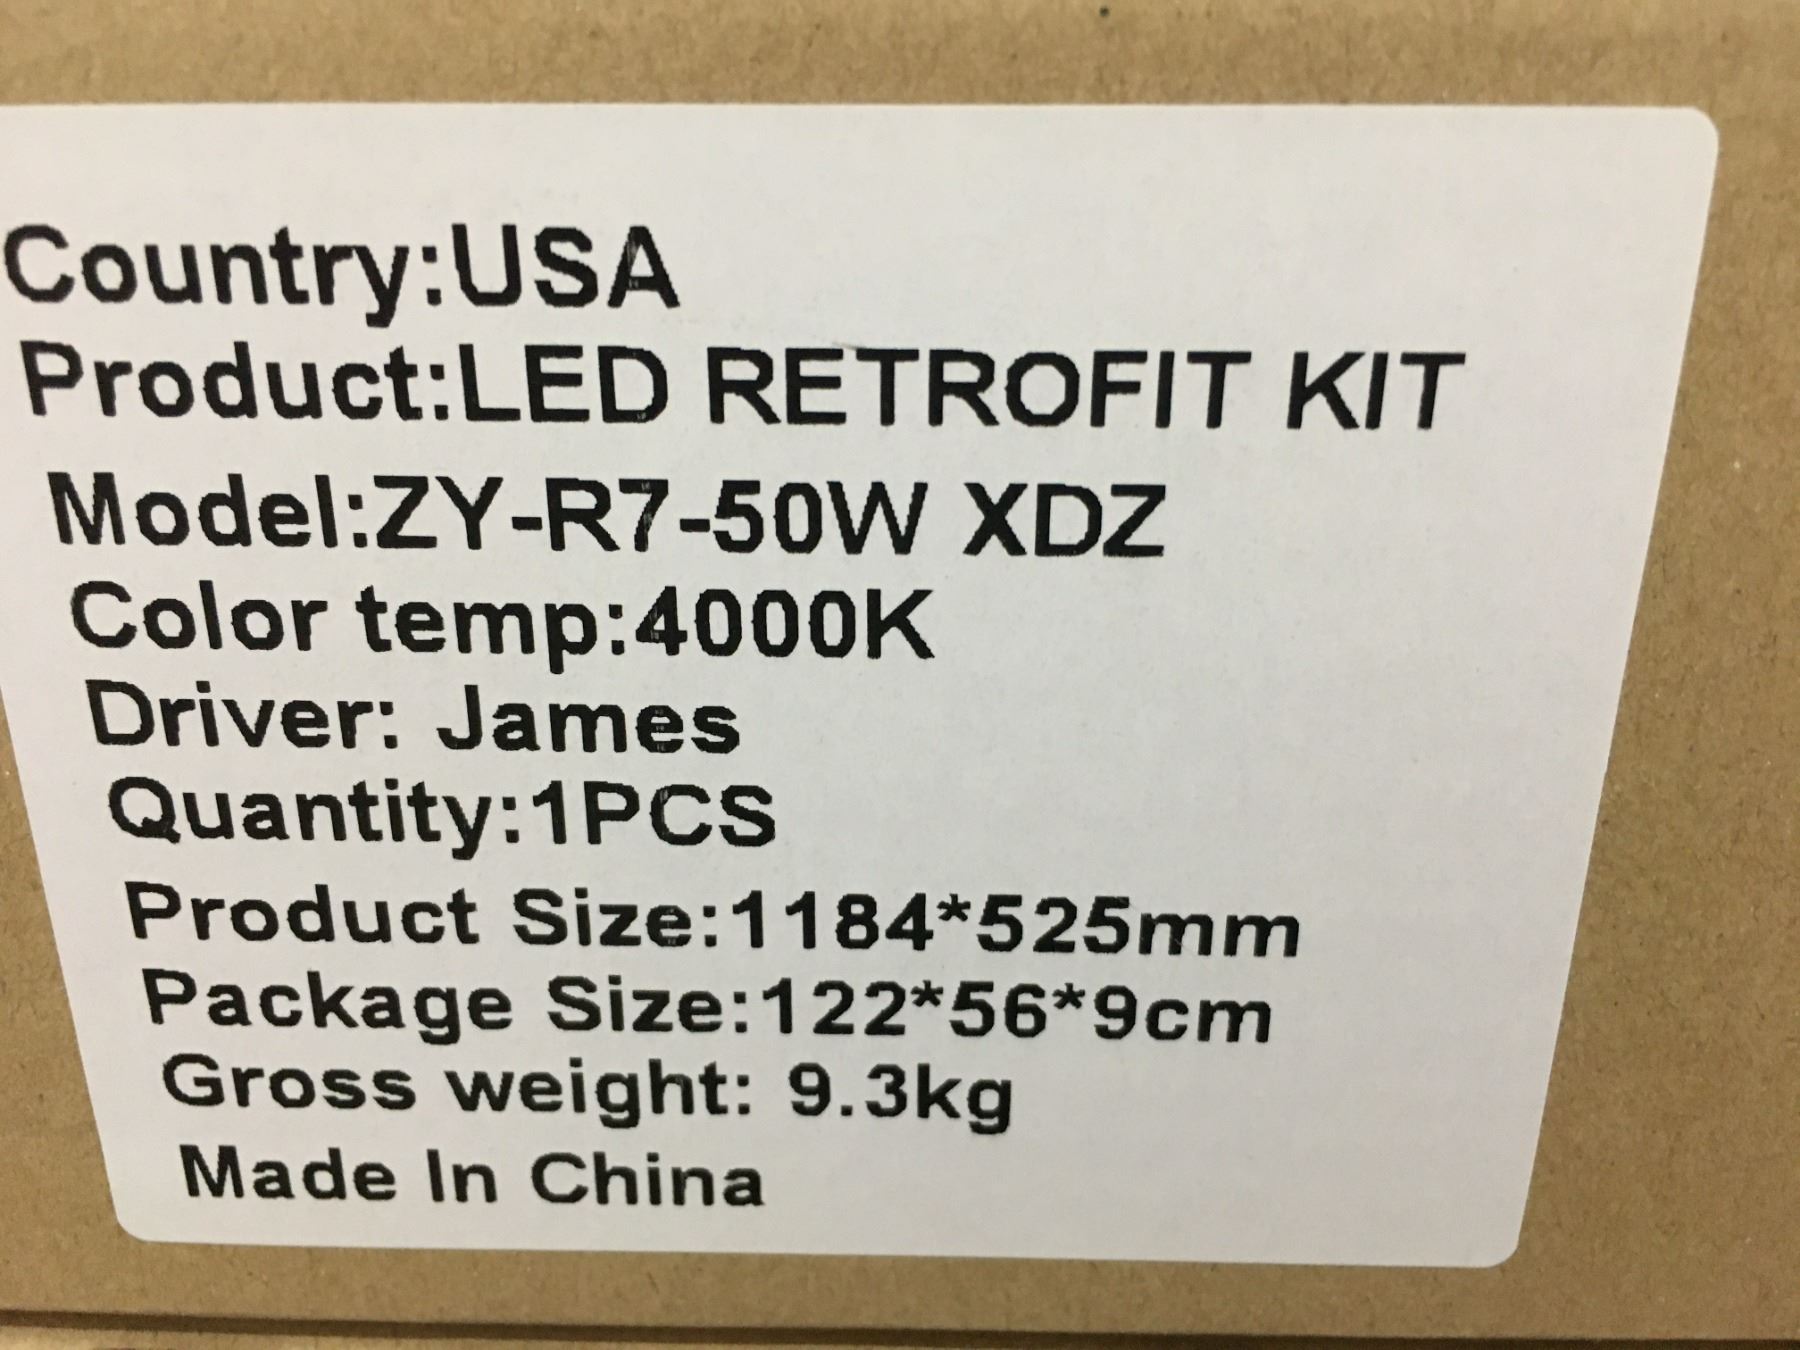 Country:USA
Product:LED RETROFIT KIT
Model:ZY-R7-50W XDZ
Color temp:4000K
Driver: James
Quantity:1PCS
Product Size:1184*525mm
Package Size:122*56*9cm
Gross weight: 9.3kg
Made In China